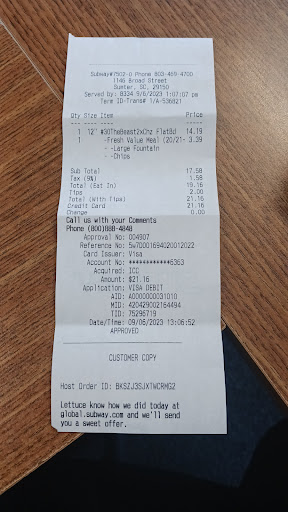 Subway#7502-0 Phone 803-469-4700
1146 Broad Street
Sumter, SC, 29150
Served by: 8334 9/6/2023 1:07:07 pm
Term ID-Trans# 1/A-536821
Qty Size Item Price
1 12" #30TheBeast2xChz FlatBd 14.19
1 -Fresh Value Meal (20/21- 3.39
- -Large Fountain
- -Chips
Sub Total 17.58
Tax (9%) 1.58
Total (Eat In) 19.16
Tips 2.00
Total (With Tips) 21.16
Credit Card 21.16
Change 0.00
Call us with your Comments
Phone (800)888-4848
Approval No: 004907
Reference No: 5w7D001694020012022
Card Issuer: Visa
Account No: ************6363
Acquired: ICC
Amount: $21.16
Application: VISA DEBIT
AID: A0000000031010
MID: 420429002164494
TID: 75296719
Date/Time: 09/06/2023 13:06:52
APPROVED
CUSTOMER COPY
Host Order ID: BKSZJ3SJXTWCRMG2
Lettuce know how we did today at
global.subway.com and we'll send
you a sweet offer.